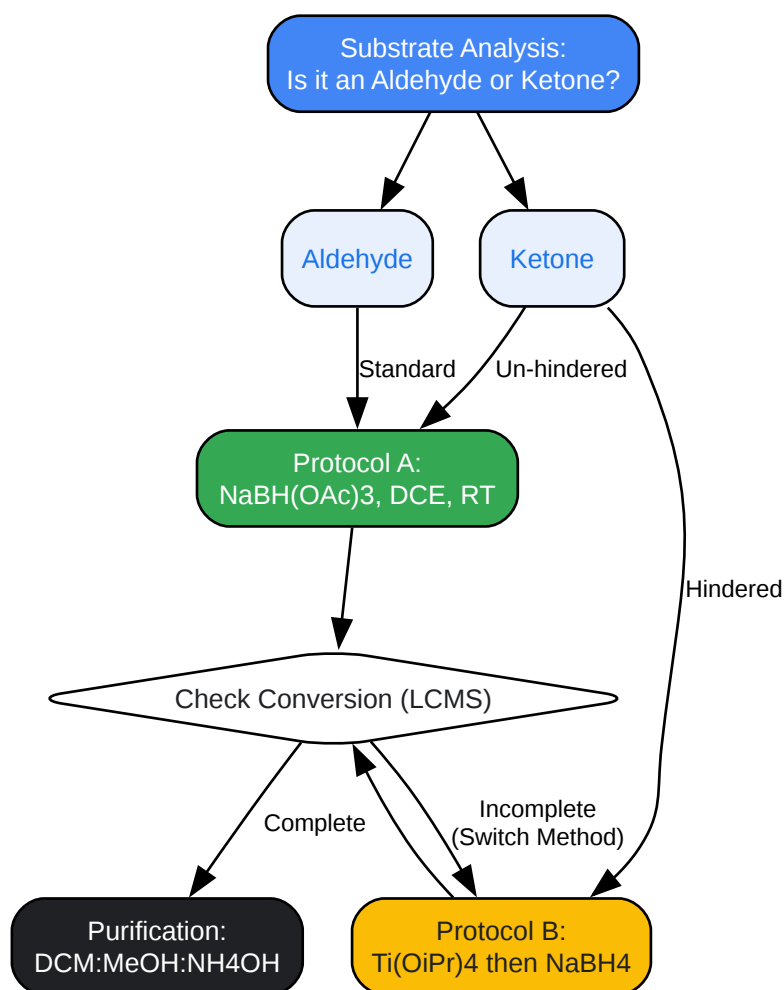 Substrate Analysis:
Is it an Aldehyde or Ketone?
Aldehyde
Ketone
Standard
Un-hindered
Protocol A:
NaBH(OAc)3, DCE, RT
Hindered
Check Conversion (LCMS)
Complete
Incomplete
(Switch Method)
Purification:
DCM:MeOH:NH4OH
Protocol B:
Ti(OiPr)4 then NaBH4